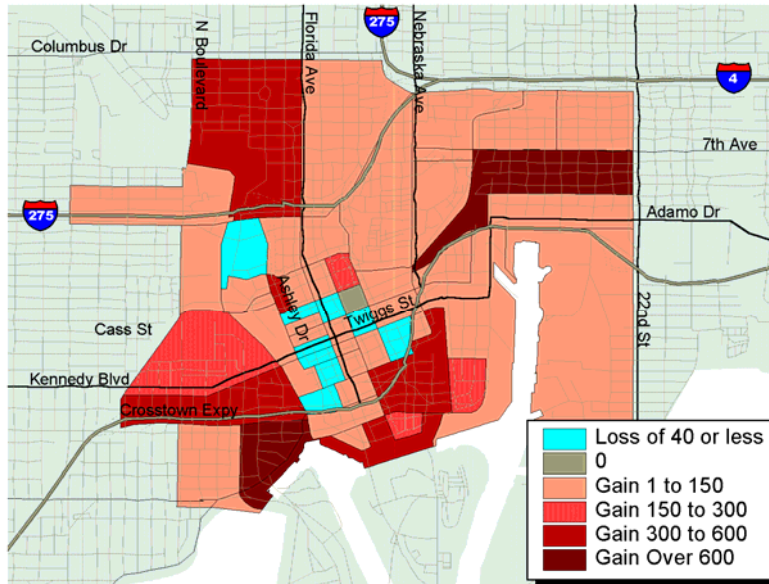 275
Columbus Dr
N Boulevard
Florida Ave
Nebraska Ave
4
7th Ave
275
Adamo Dr
Ashley Dr
Twiggs St
22nd St
Cass St
Kennedy Blvd
Crosstown Expy
Loss of 40 or less
0
Gain 1 to 150
Gain 150 to 300
Gain 300 to 600
Gain Over 600